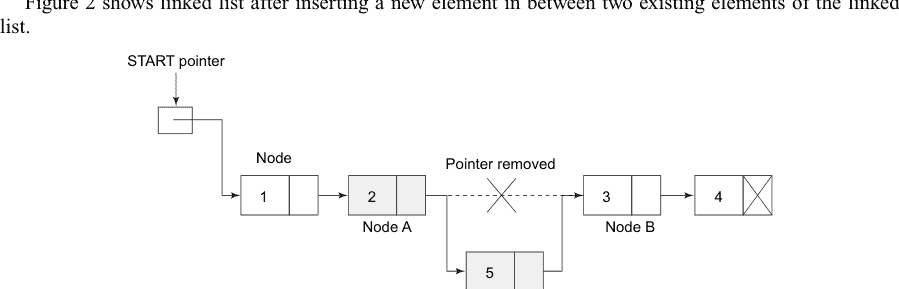 Figure 2 shows linked list after inserting a new element in between two existing elements of the linked
list.
START pointer
Node
Pointer removed
1
2
3
4
Node A
Node B
5